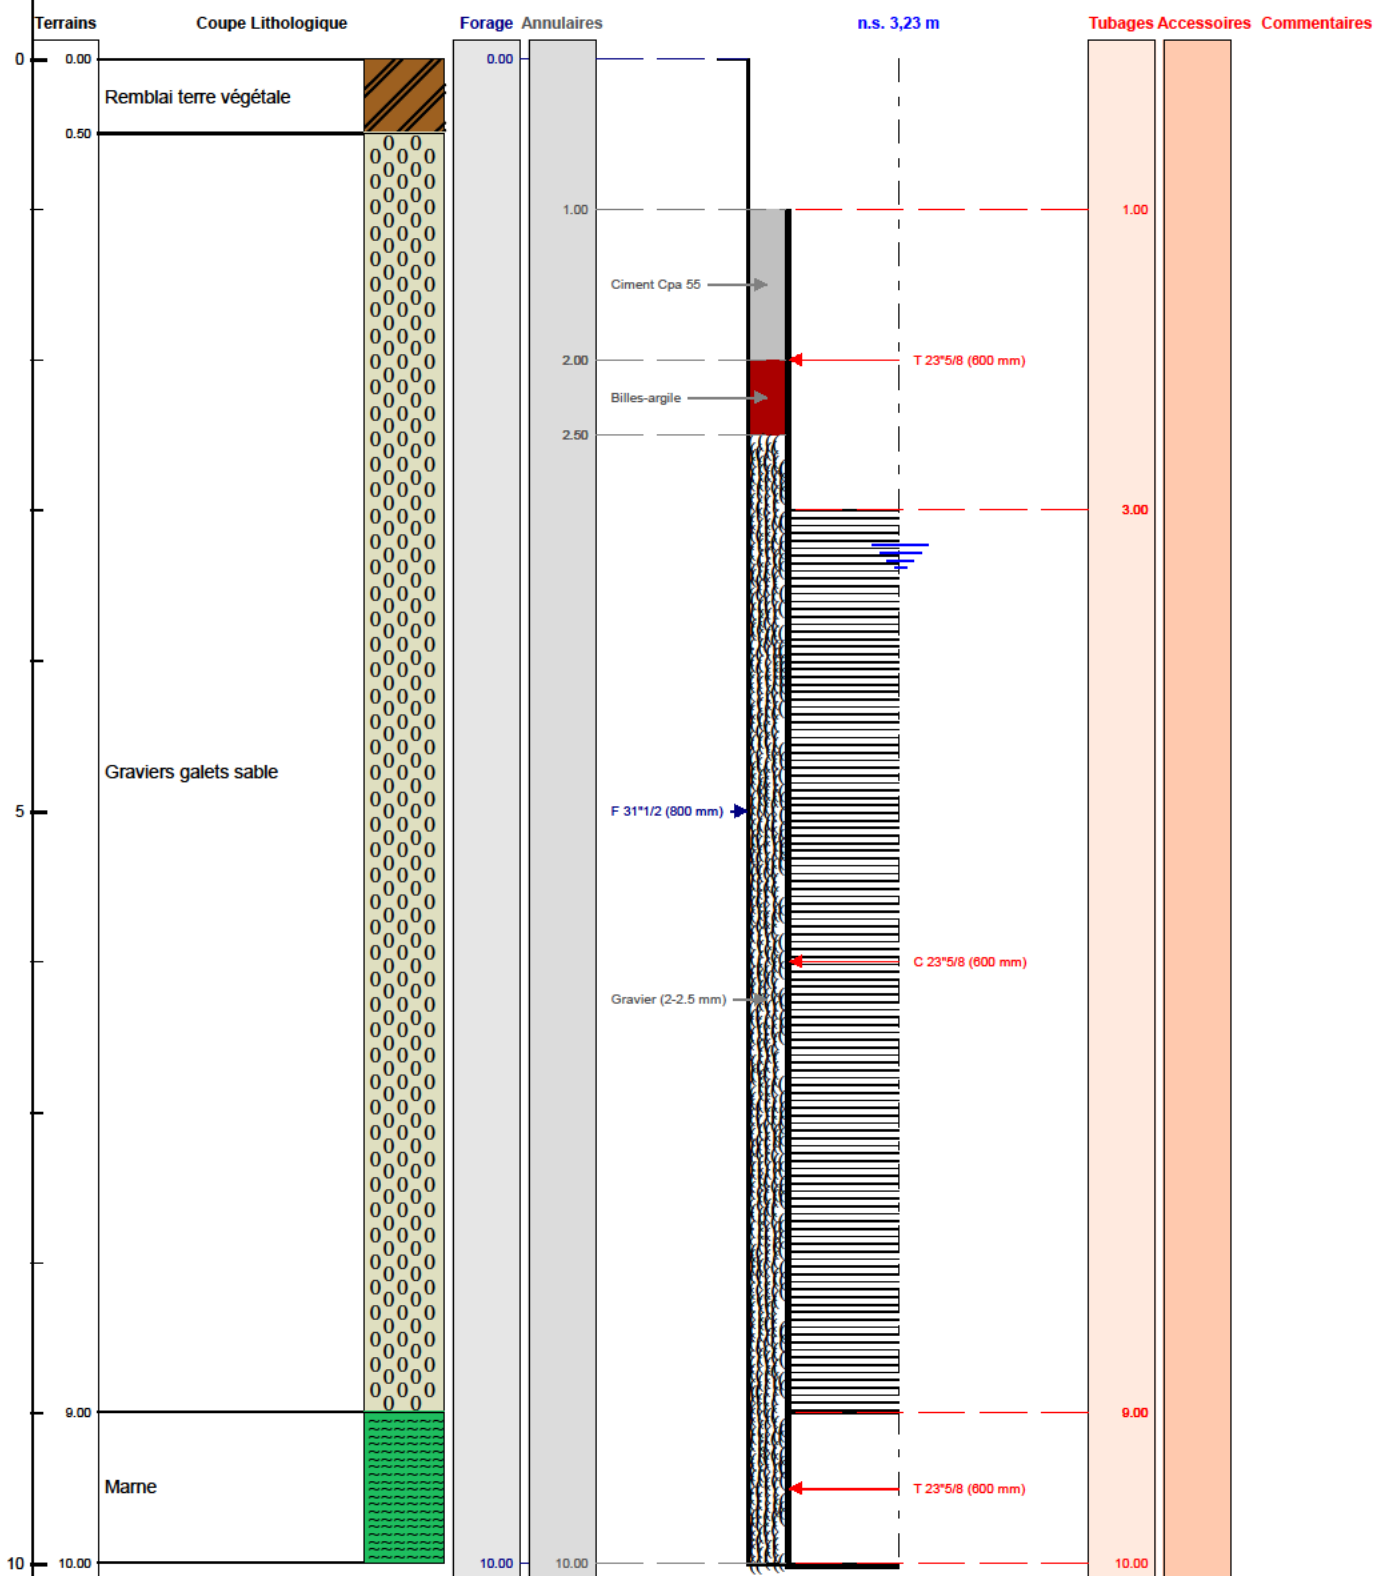 Terrains Coupe Lithologique Forage Annulaires n.s. 3,23 m Tubages Accessoires Commentaires
0 0.00 0.00
Remblai terre végétale
0.50
1.00 1.00
Ciment Cpa 55
2.00 T 23"5/8 (600 mm)
Billes-argile
2.50
3.00
Graviers galets sable
5 F 31"1/2 (800 mm)
C 23"5/8 (600 mm)
Gravier (2-2.5 mm)
9.00 9.00
Marne T 23"5/8 (600 mm)
10 10.00 10.00 10.00 10.00